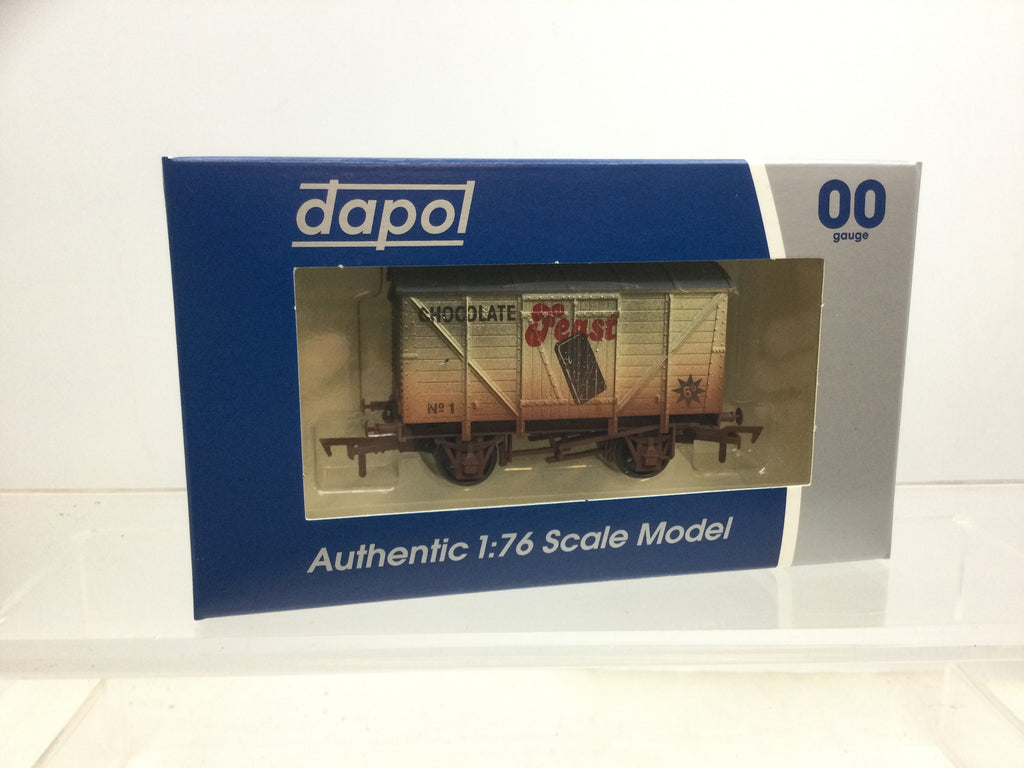 dapol
00
gauge
CHOCOLATE Feast
Nº 1
Authentic 1:76 Scale Model